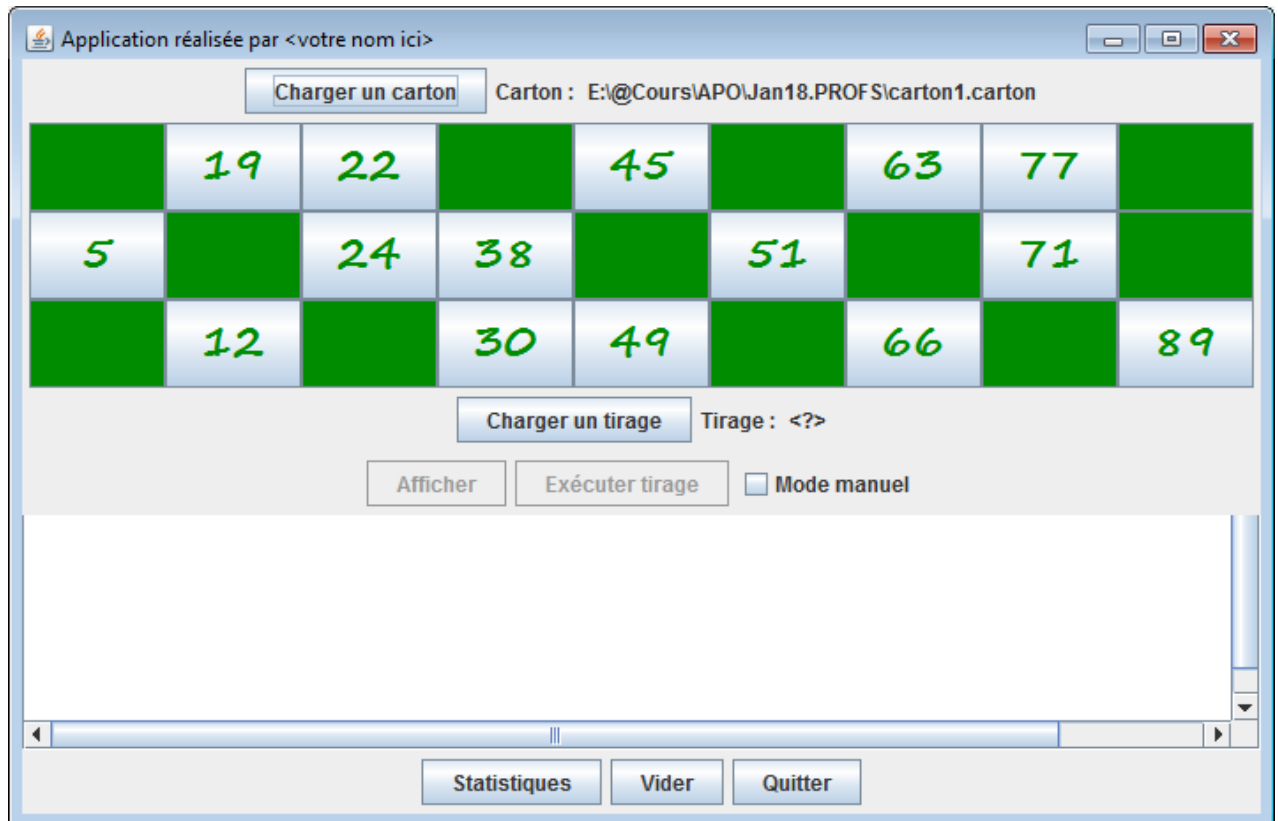 Application réalisée par <votre nom ici>
Charger un carton Carton : E:\@Cours\APO\Jan18.PROFS\carton1.carton
19 22 45 63 77
5 24 38 51 71
12 30 49 66 89
Charger un tirage Tirage : <?>
Afficher Exécuter tirage Mode manuel
Statistiques Vider Quitter